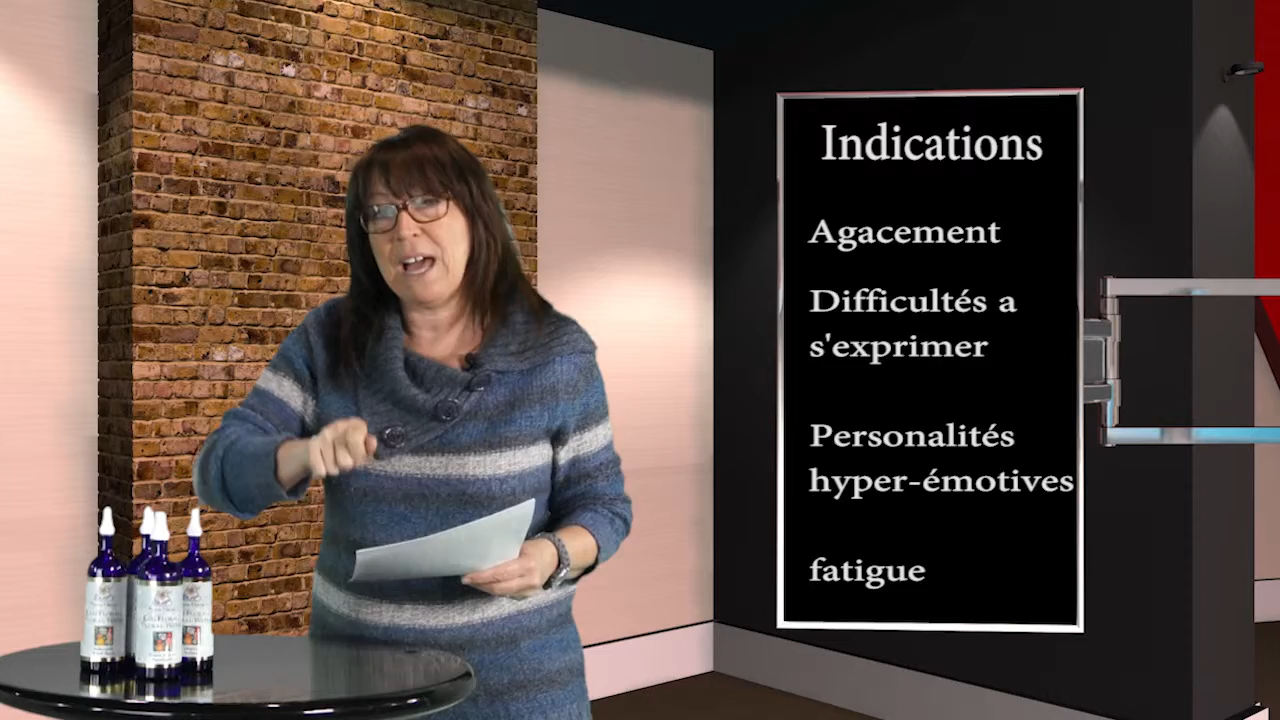 Indications
Agacement
Difficultés a
s'exprimer
Personalités
hyper-émotives
fatigue